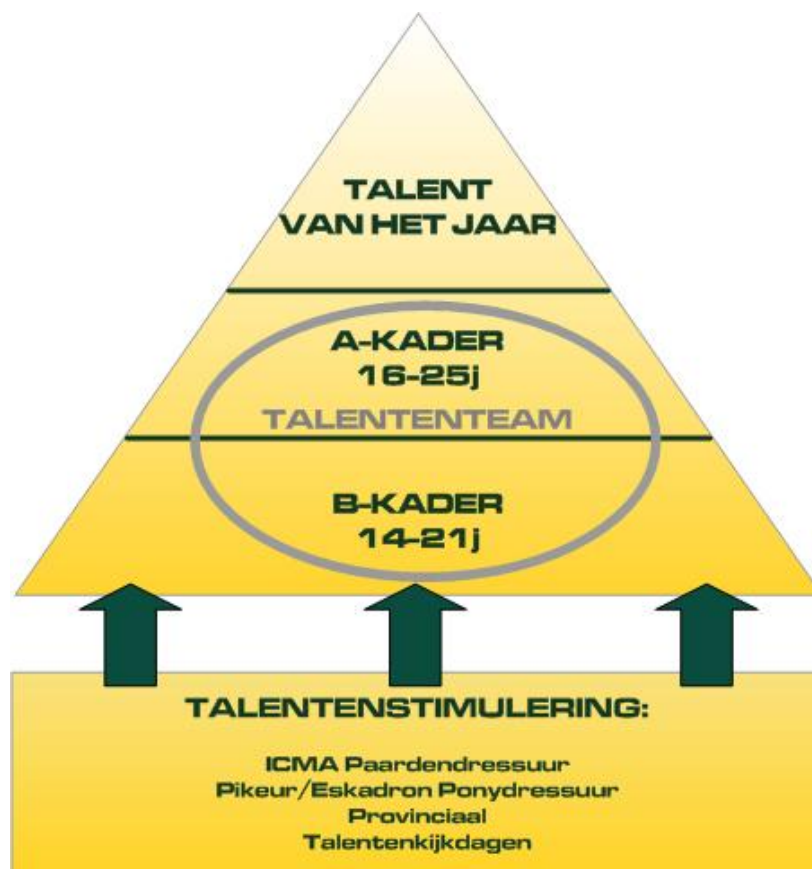 TALENT
VAN HET JAAR
A-KADER
16-25j
TALENTENTEAM
B-KADER
14-21j
TALENTENSTIMULERING:
ICMA Paardendressuur
Pikeur/Eskadron Ponydressuur
Provinciaal
Talentenkijkdagen